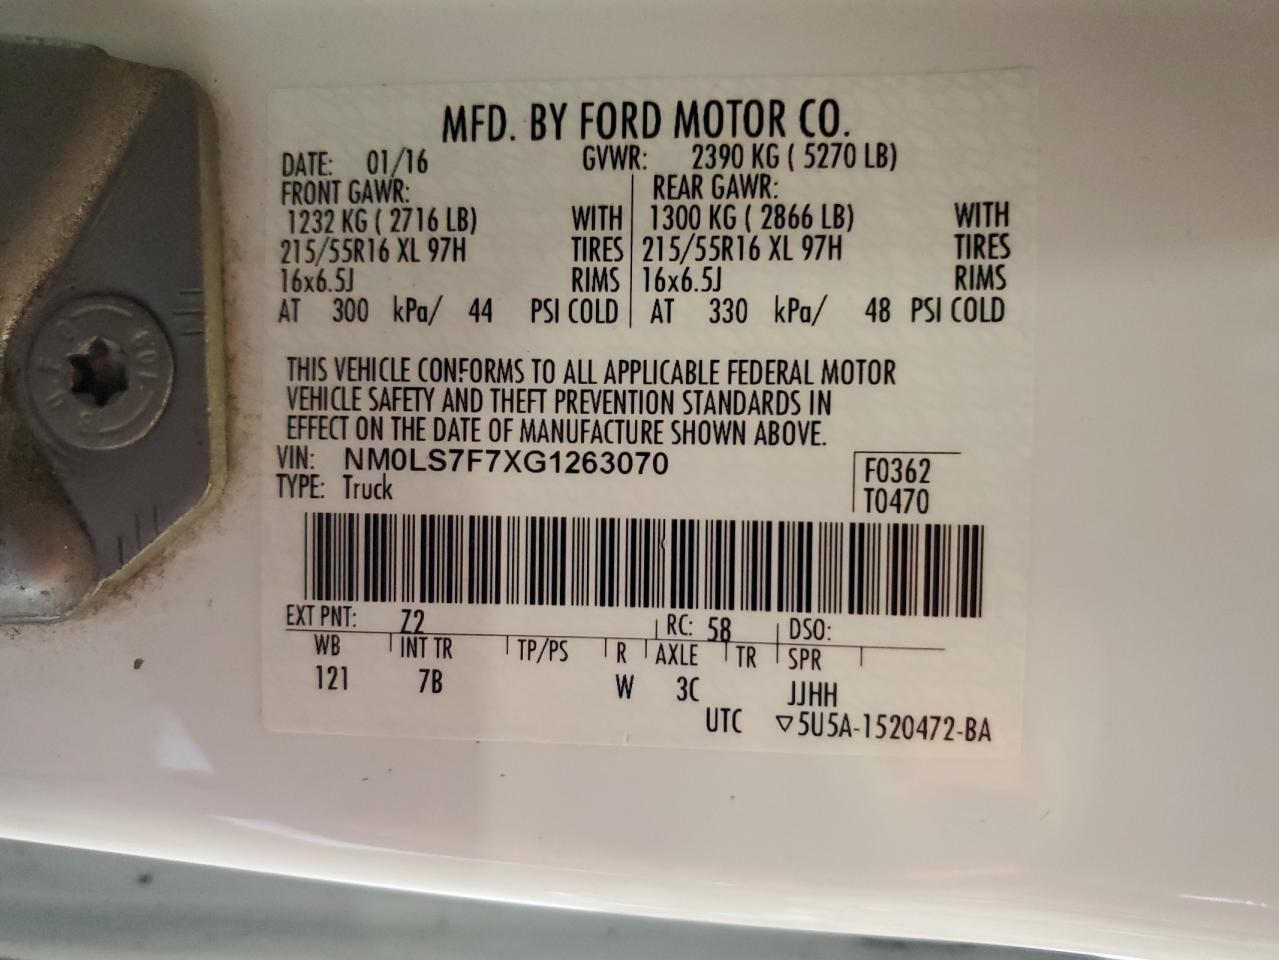 MFD. BY FORD MOTOR CO.
DATE: 01/16 GVWR: 2390 KG ( 5270 LB)
FRONT GAWR: REAR GAWR:
1232 KG ( 2716 LB) WITH 1300 KG ( 2866 LB) WITH
215/55R16 XL 97H TIRES 215/55R16 XL 97H TIRES
16x6.5J RIMS 16x6.5J RIMS
AT 300 kPa/ 44 PSI COLD AT 330 kPa/ 48 PSI COLD
THIS VEHICLE CONFORMS TO ALL APPLICABLE FEDERAL MOTOR
VEHICLE SAFETY AND THEFT PREVENTION STANDARDS IN
EFFECT ON THE DATE OF MANUFACTURE SHOWN ABOVE.
VIN: NM0LS7F7XG1263070
TYPE: Truck
F0362
T0470
EXT PNT: Z2 RC: 58 DSO:
WB INT TR TP/PS R AXLE TR SPR
121 7B W 3C JJHH
UTC ▽5U5A-1520472-BA